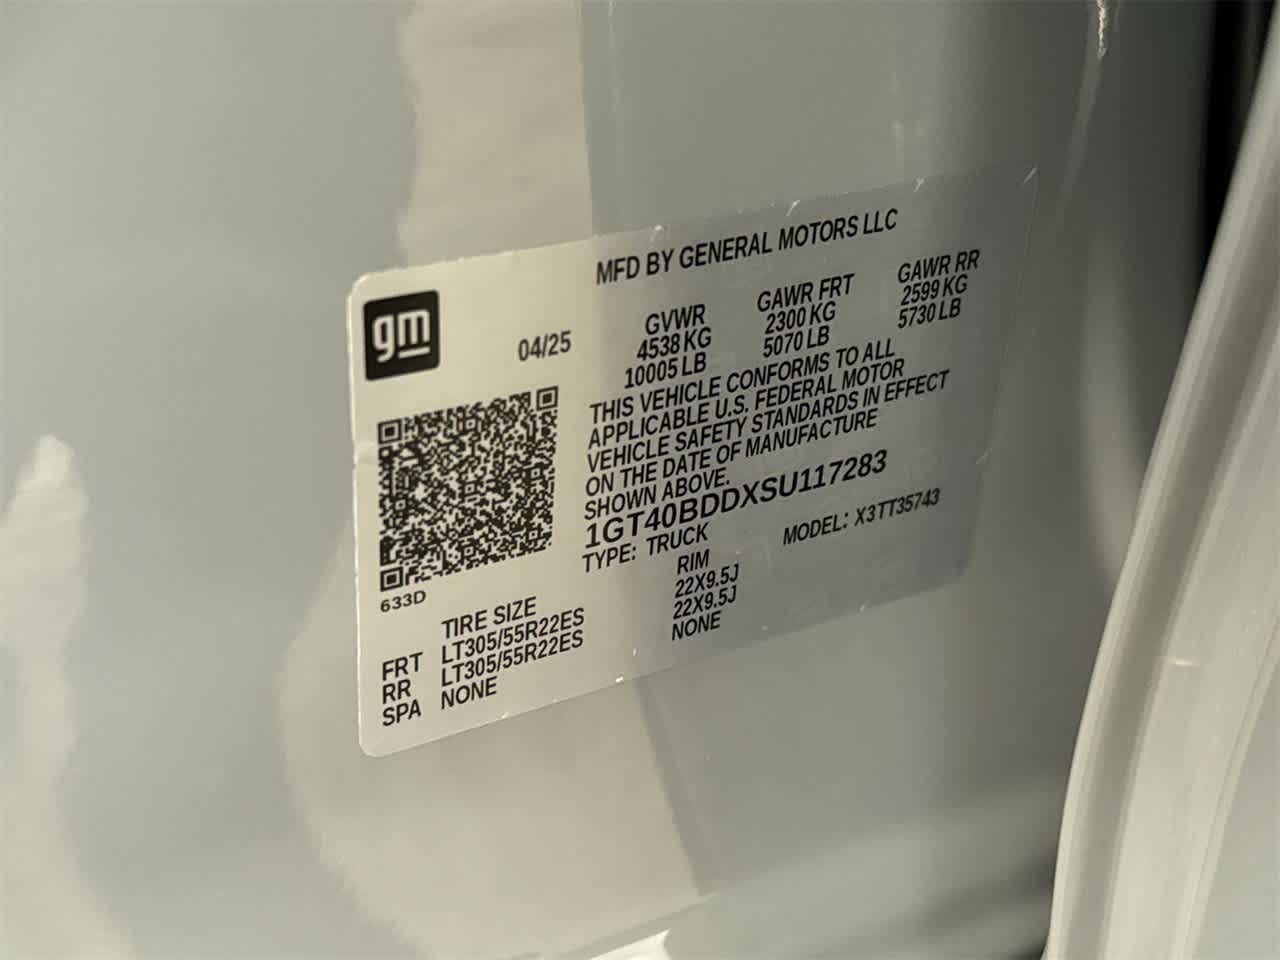 MFD BY GENERAL MOTORS LLC
gm
04/25
GVWR GAWR FRT GAWR RR
4538 KG 2300 KG 2599 KG
10005 LB 5070 LB 5730 LB
THIS VEHICLE CONFORMS TO ALL
APPLICABLE U.S. FEDERAL MOTOR
VEHICLE SAFETY STANDARDS IN EFFECT
ON THE DATE OF MANUFACTURE
SHOWN ABOVE.
1GT40BDDXSU117283
TYPE: TRUCK MODEL: X3TT35743
633D
TIRE SIZE RIM
FRT LT305/55R22ES 22X9.5J
RR LT305/55R22ES 22X9.5J
SPA NONE NONE